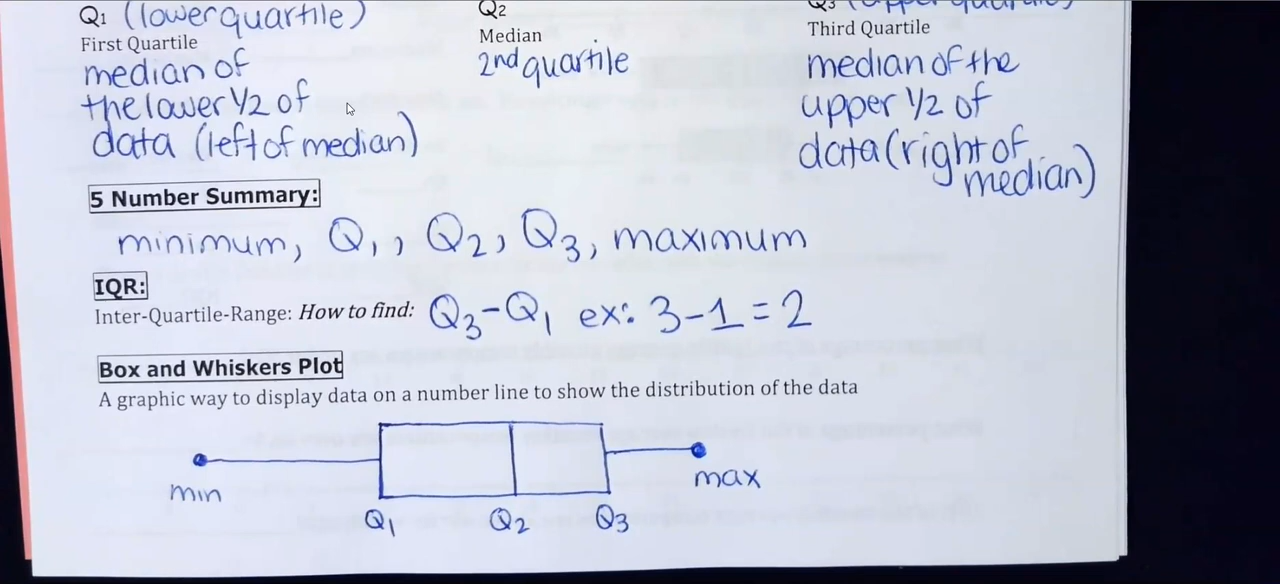 Q1 (lower quartile)
First Quartile
median of
the lower 1/2 of
data (left of median)
Q2
Median
2nd quartile
Q3 (upper quartile)
Third Quartile
median of the
upper 1/2 of
data (right of
median)
5 Number Summary:
minimum, Q1, Q2, Q3, maximum
IQR:
Inter-Quartile-Range: How to find: Q3-Q1 ex: 3-1=2
Box and Whiskers Plot
A graphic way to display data on a number line to show the distribution of the data
min
max
Q1 Q2 Q3